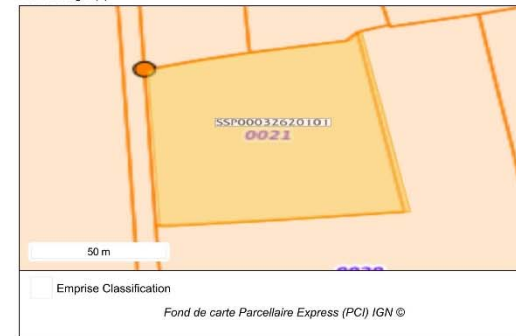 SSP00032620101
0021
50 m
Emprise Classification
Fond de carte Parcellaire Express (PCI) IGN ©